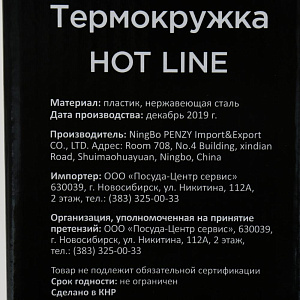 Термокружка
HOT LINE
Материал: пластик, нержавеющая сталь
Дата производства: декабрь 2019 г.
Производитель: NingBo PENZY Import&Export
CO., LTD. Адрес: Room 708, No.4 Building, xindian
Road, Shuimaohuayuan, Ningbo, China
Импортер: ООО «Посуда-Центр сервис»
630039, г. Новосибирск, ул. Никитина, 112А,
2 этаж, тел.: (383) 325-00-33
Организация, уполномоченная на принятие
претензий: ООО «Посуда-Центр сервис», 630039,
г. Новосибирск, ул. Никитина, 112А, 2 этаж,
тел.: (383) 325-00-33
Товар не подлежит обязательной сертификации
Срок годности: не ограничен
Сделано в КНР